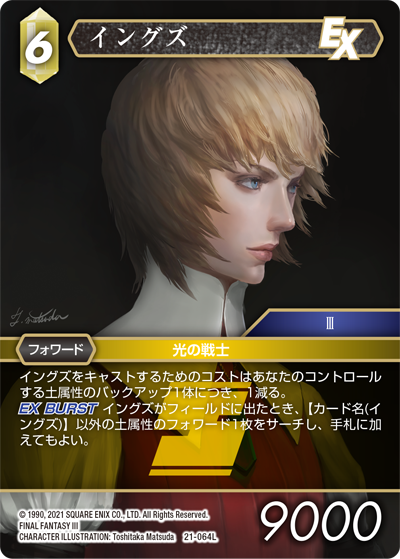 6
イングズ
EX
Ⅲ
フォワード
光の戦士
イングズをキャストするためのコストはあなたのコントロール
する土属性のバックアップ1体につき、1減る。
EX BURST イングズがフィールドに出たとき、【カード名(イ
ングズ)】以外の土属性のフォワード1枚をサーチし、手札に加
えてもよい。
© 1990, 2021 SQUARE ENIX CO., LTD. All Rights Reserved.
FINAL FANTASY III
CHARACTER ILLUSTRATION: Toshitaka Matsuda
21-064L
9000